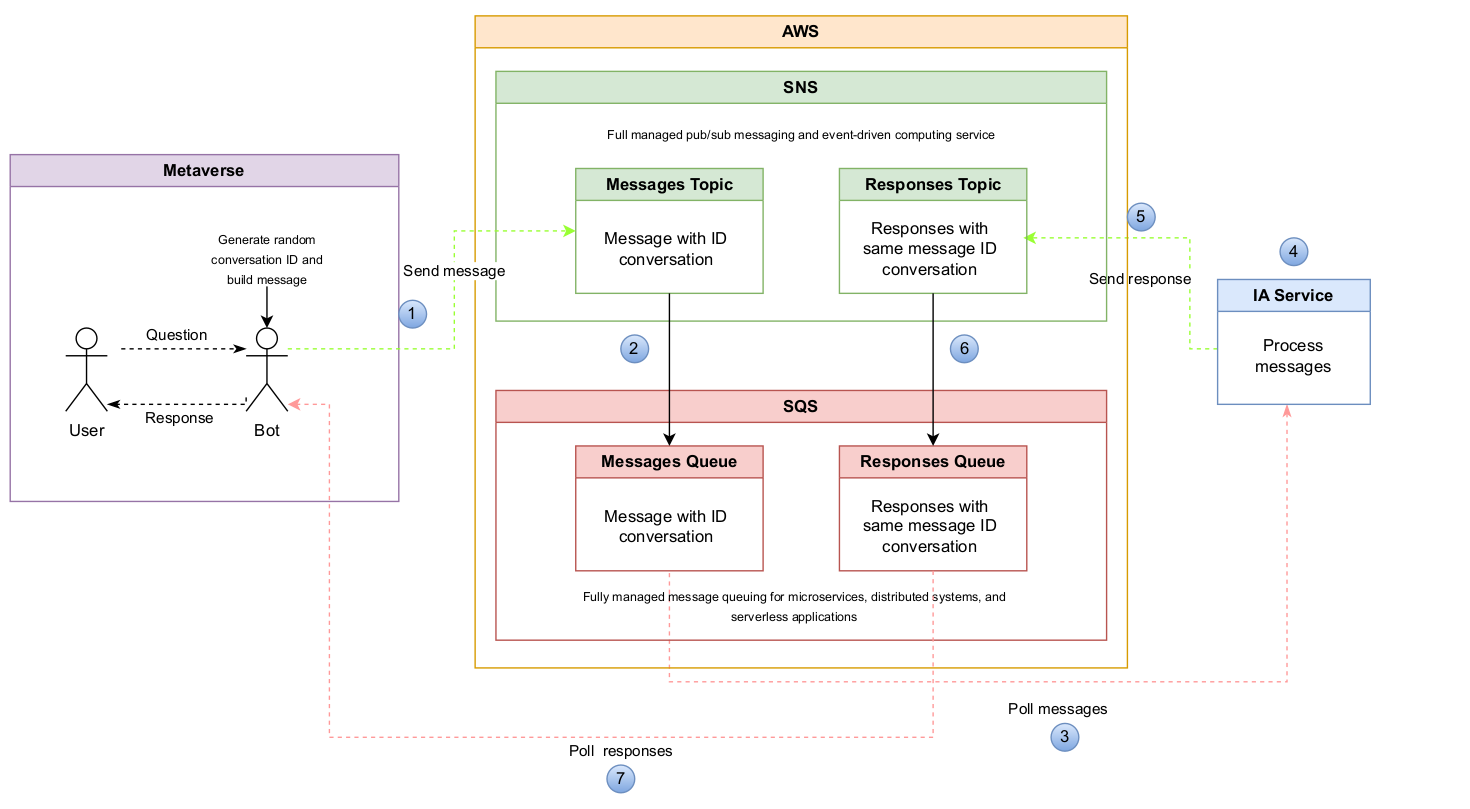 AWS
SNS
Full managed pub/sub messaging and event-driven computing service
Metaverse
Messages Topic
Responses Topic
Message with ID
conversation
Responses with
same message ID
conversation
5
4
Generate random
conversation ID and
build message
Send message
1
Send response
IA Service
Process
messages
Question
Response
User
Bot
2
6
SQS
Messages Queue
Responses Queue
Message with ID
conversation
Responses with
same message ID
conversation
Fully managed message queuing for microservices, distributed systems, and
serverless applications
Poll messages
3
Poll  responses
7